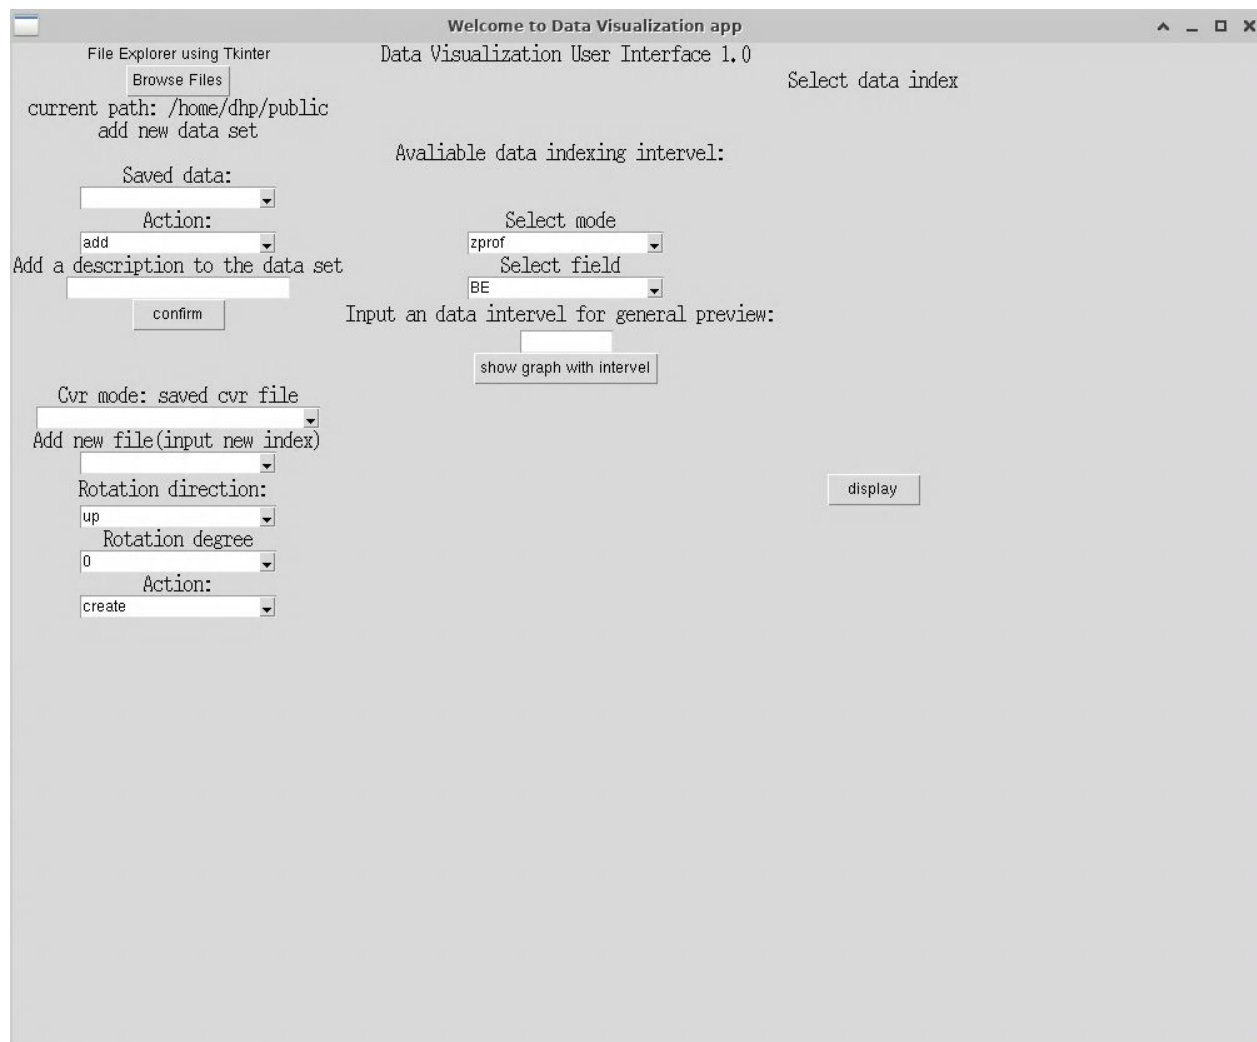 Welcome to Data Visualization app
File Explorer using Tkinter
Browse Files
current path: /home/dhp/public
add new data set
Saved data:
Action:
add
Add a description to the data set
confirm
Cvr mode: saved cvr file
Add new file(input new index)
Rotation direction:
up
Rotation degree
0
Action:
create
Data Visualization User Interface 1.0
Avaliable data indexing intervel:
Select mode
zprof
Select field
BE
Input an data intervel for general preview:
show graph with intervel
Select data index
display